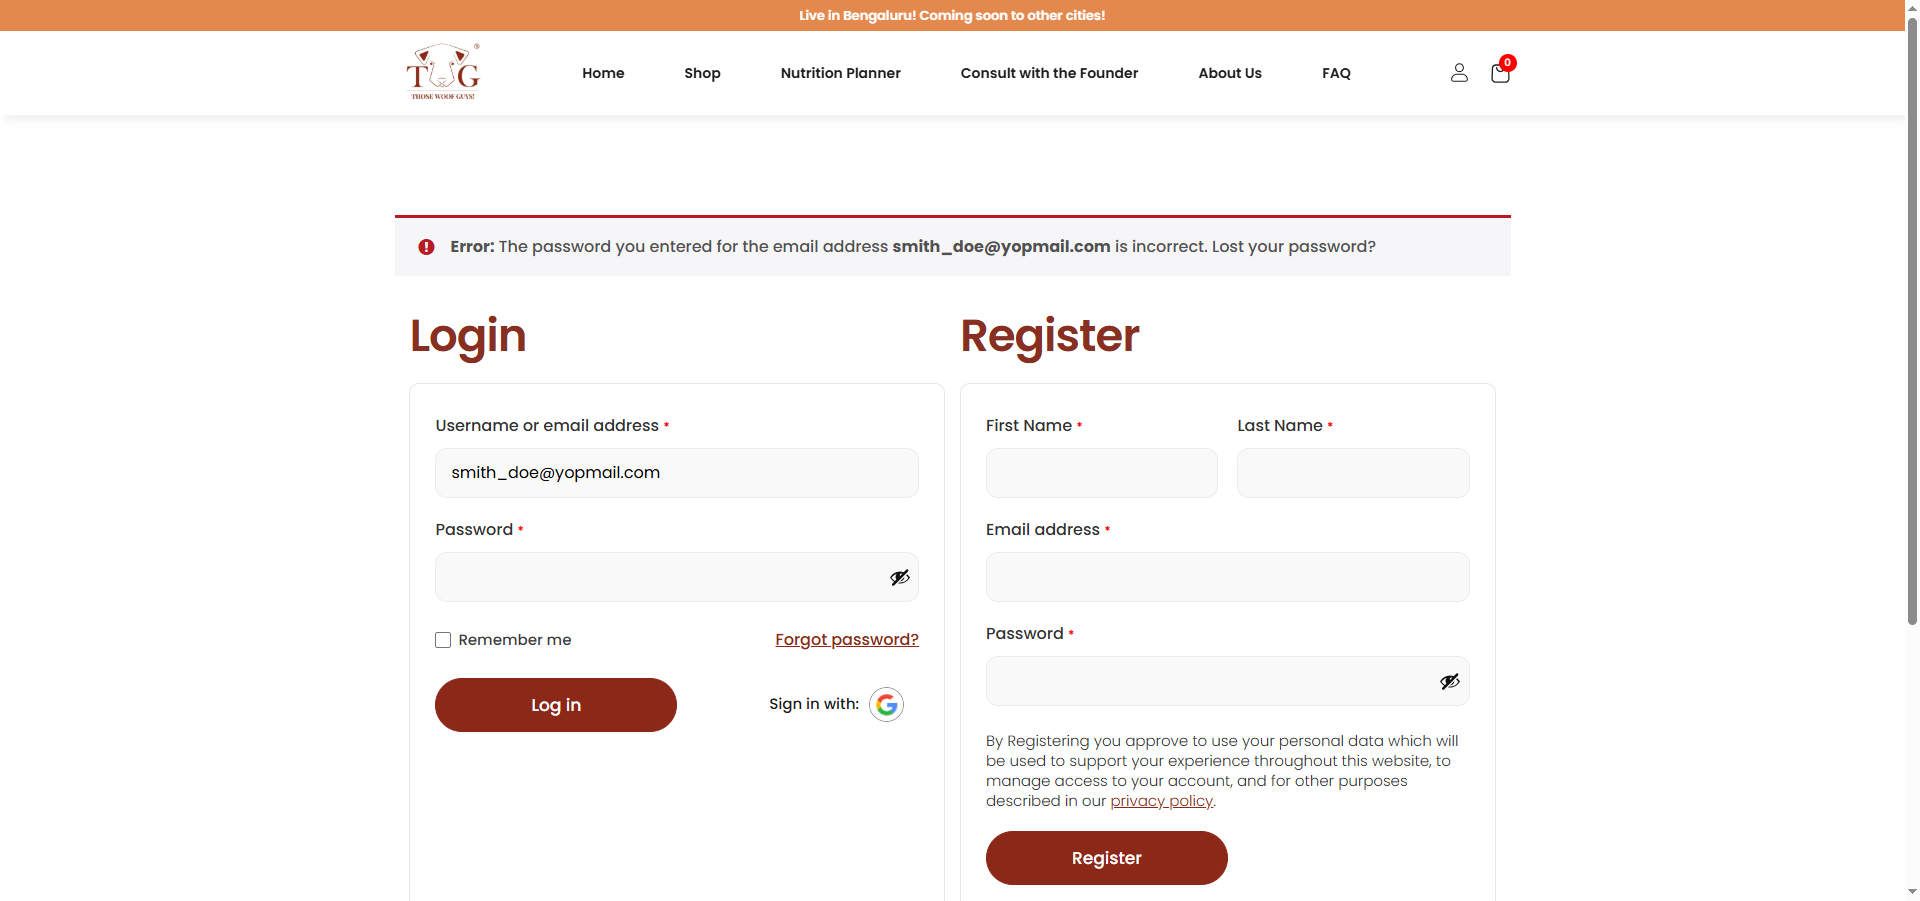 Live in Bengaluru! Coming soon to other cities!
T G ®
THOSE WOOF GUYS!
Home
Shop
Nutrition Planner
Consult with the Founder
About Us
FAQ
0
Error: The password you entered for the email address smith_doe@yopmail.com is incorrect. Lost your password?
Login
Register
Username or email address *
smith_doe@yopmail.com
Password *
Remember me
Forgot password?
Log in
Sign in with:
First Name *
Last Name *
Email address *
Password *
By Registering you approve to use your personal data which will
be used to support your experience throughout this website, to
manage access to your account, and for other purposes
described in our privacy policy.
Register